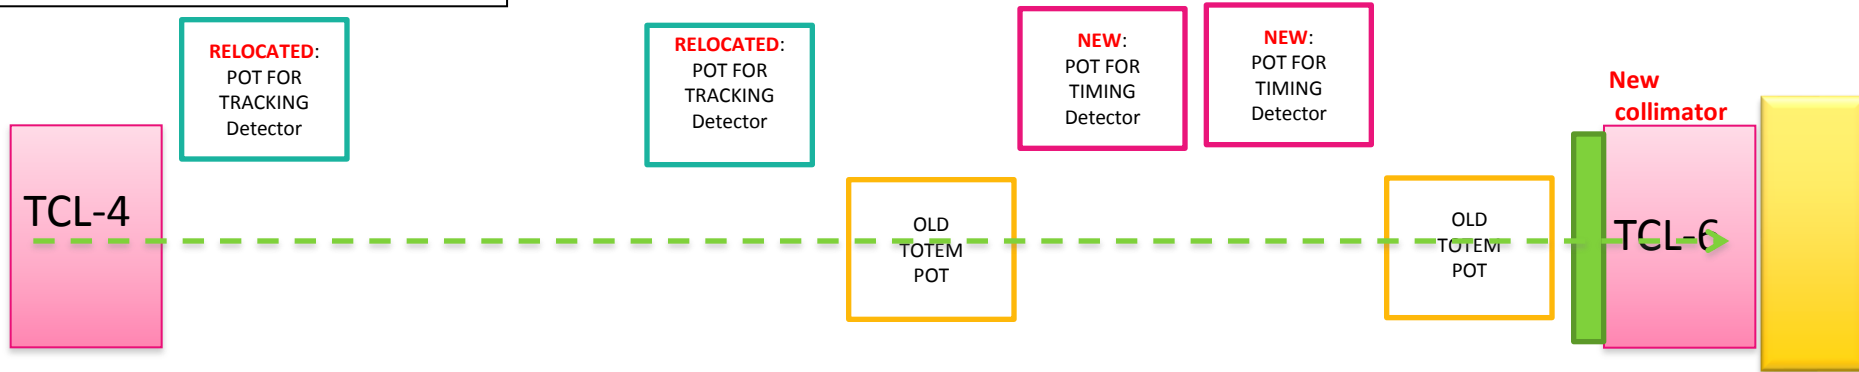 RELOCATED:
POT FOR
TRACKING
Detector
RELOCATED:
POT FOR
TRACKING
Detector
NEW:
POT FOR
TIMING
Detector
NEW:
POT FOR
TIMING
Detector
New
collimator
TCL-4
OLD
TOTEM
POT
OLD
TOTEM
POT
TCL-6